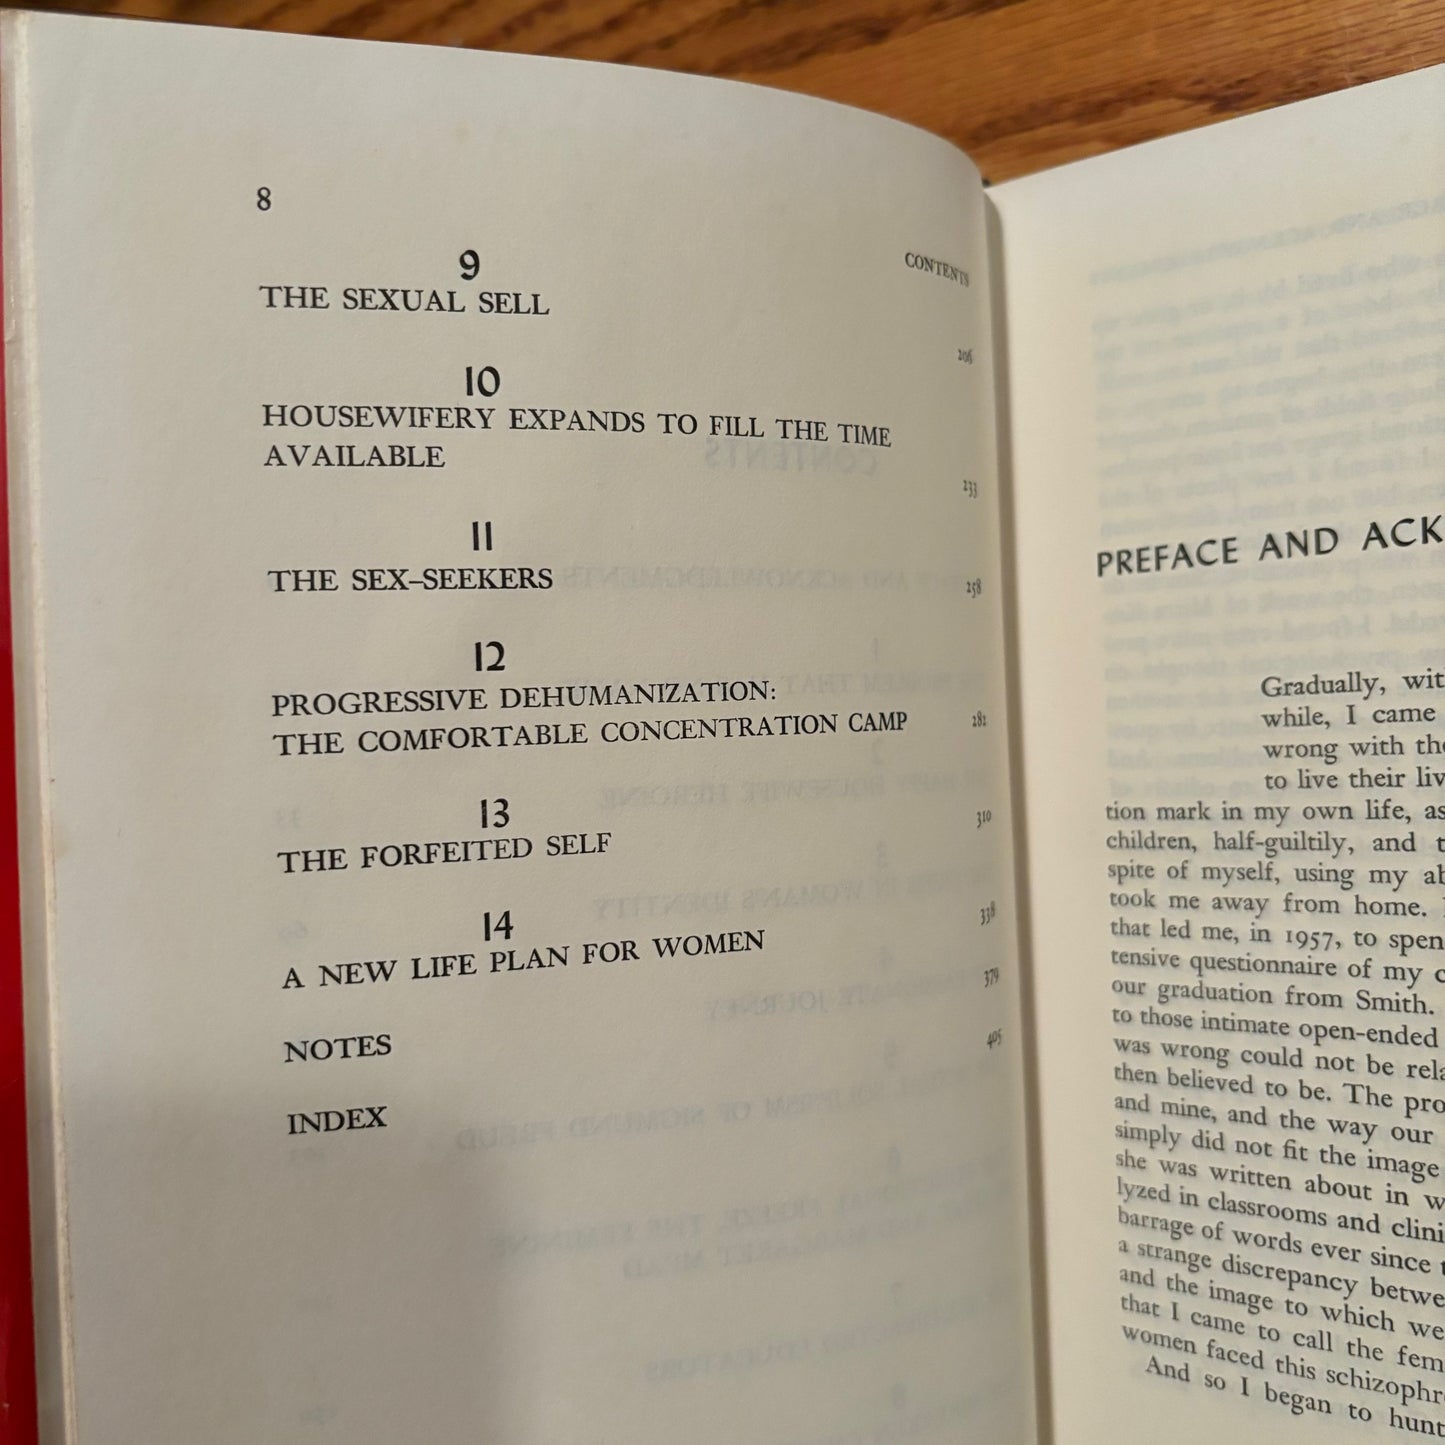 8
CONTENTS
9
THE SEXUAL SELL
206
10
HOUSEWIFERY EXPANDS TO FILL THE TIME
AVAILABLE
233
11
THE SEX–SEEKERS
258
12
PROGRESSIVE DEHUMANIZATION:
THE COMFORTABLE CONCENTRATION CAMP 282
13
THE FORFEITED SELF
310
14
A NEW LIFE PLAN FOR WOMEN
338
NOTES
379
INDEX
405
PREFACE AND ACK
Gradually, wit
while, I came
wrong with the
to live their liv
tion mark in my own life, as
children, half-guiltily, and t
spite of myself, using my ab
took me away from home.
that led me, in 1957, to spen
tensive questionnaire of my c
our graduation from Smith.
to those intimate open-ended
was wrong could not be rela
then believed to be. The pro
and mine, and the way our
simply did not fit the image
she was written about in w
lyzed in classrooms and clini
barrage of words ever since t
a strange discrepancy betwe
and the image to which we
that I came to call the fem
women faced this schizophr
And so I began to hunt